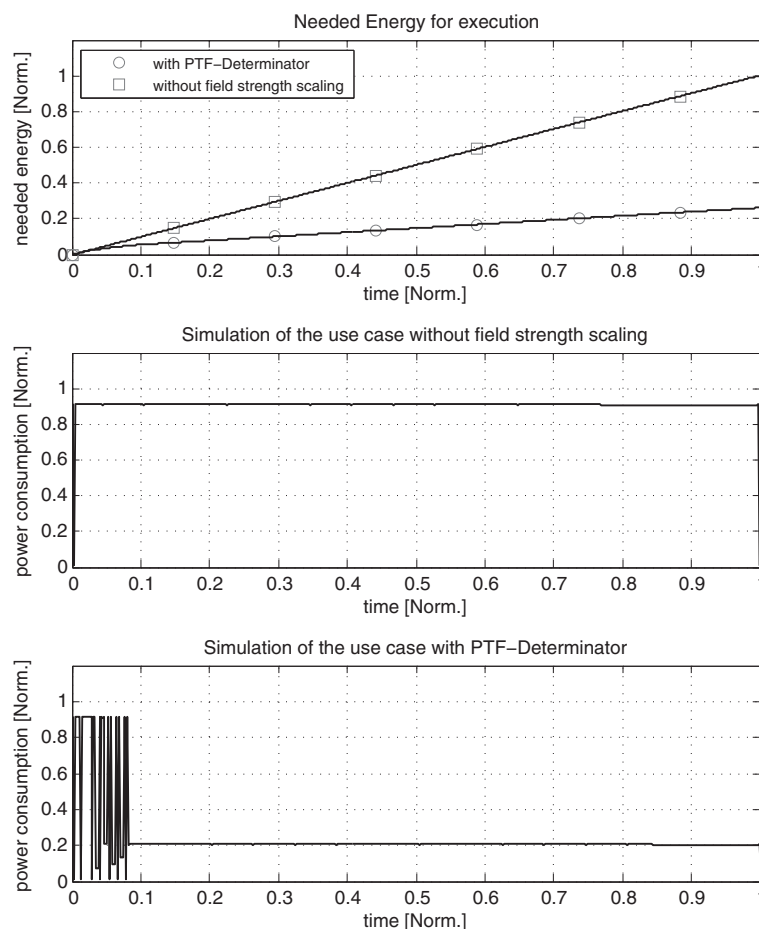 Needed Energy for execution
with PTF−Determinator
without field strength scaling
needed energy [Norm.]
1
0.8
0.6
0.4
0.2
0
0 0.1 0.2 0.3 0.4 0.5 0.6 0.7 0.8 0.9
time [Norm.]
Simulation of the use case without field strength scaling
power consumption [Norm.]
1
0.8
0.6
0.4
0.2
0
0 0.1 0.2 0.3 0.4 0.5 0.6 0.7 0.8 0.9
time [Norm.]
Simulation of the use case with PTF−Determinator
power consumption [Norm.]
1
0.8
0.6
0.4
0.2
0
0 0.1 0.2 0.3 0.4 0.5 0.6 0.7 0.8 0.9
time [Norm.]